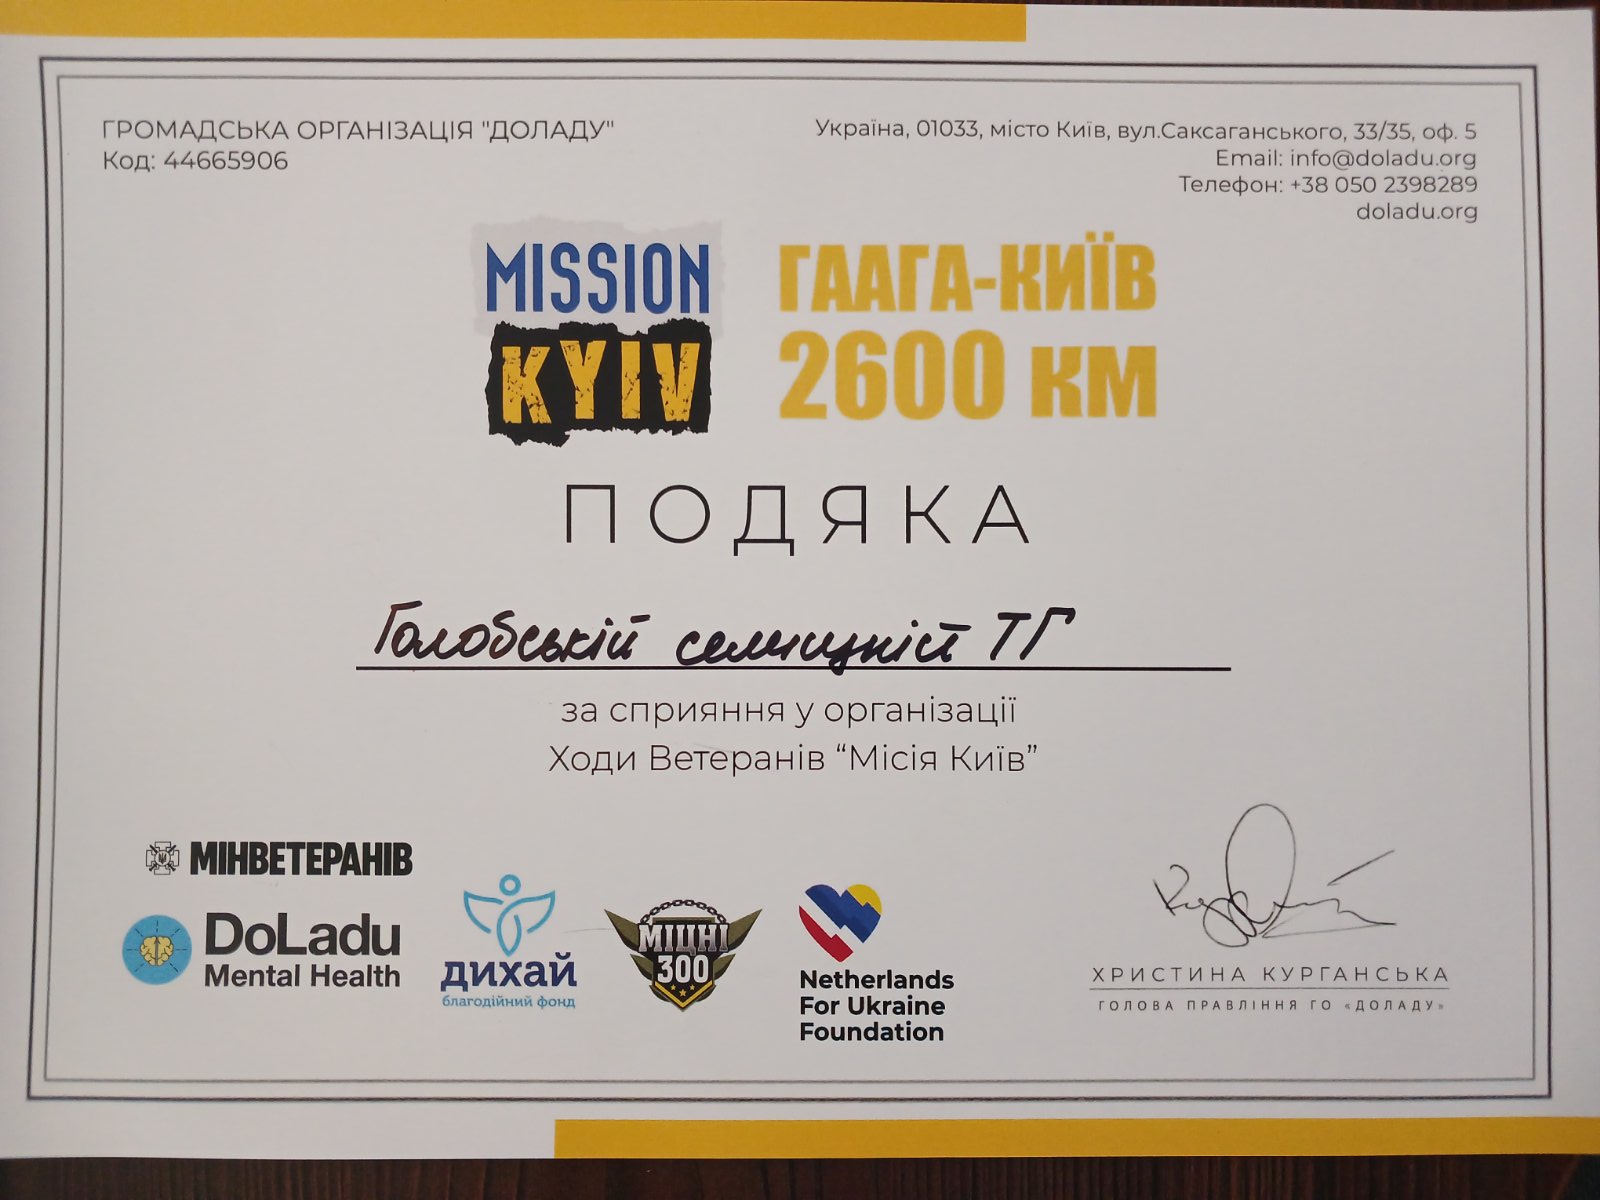 ГРОМАДСЬКА ОРГАНІЗАЦІЯ "ДОЛАДУ"
Код: 44665906
Україна, 01033, місто Київ, вул.Саксаганського, 33/35, оф. 5
Email: info@doladu.org
Телефон: +38 050 2398289
doladu.org
MISSION
KYIV
ГААГА-КИЇВ
2600 КМ
ПОДЯКА
Голобській селищній ТГ
за сприяння у організації
Ходи Ветеранів “Місія Київ”
МІНВЕТЕРАНІВ
DoLadu
Mental Health
дихай
благодійний фонд
МІЦНІ
300
Netherlands
For Ukraine
Foundation
ХРИСТИНА КУРГАНСЬКА
ГОЛОВА ПРАВЛІННЯ ГО «ДОЛАДУ»